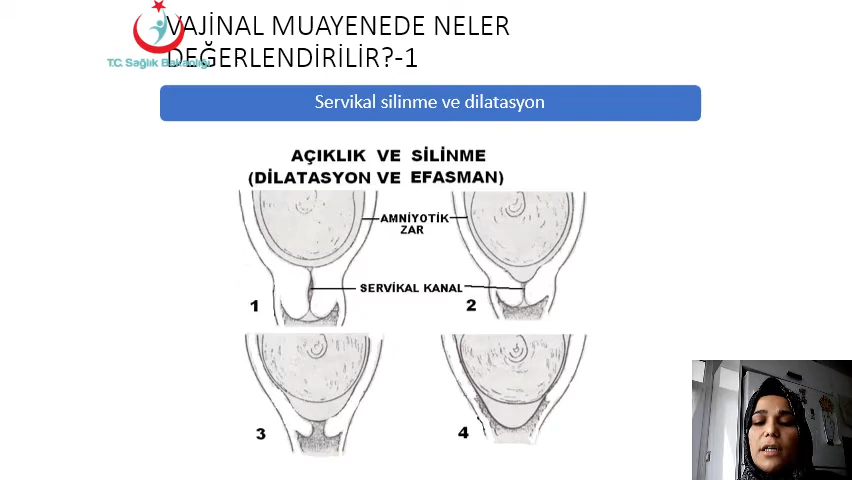 VAJİNAL MUAYENEDE NELER
DEĞERLENDİRİLİR?-1
T.C. Sağlık Bakanlığı
Servikal silinme ve dilatasyon
AÇIKLIK VE SİLİNME
(DİLATASYON VE EFASMAN)
AMNİYOTİK
ZAR
SERVİKAL KANAL
1
2
3
4